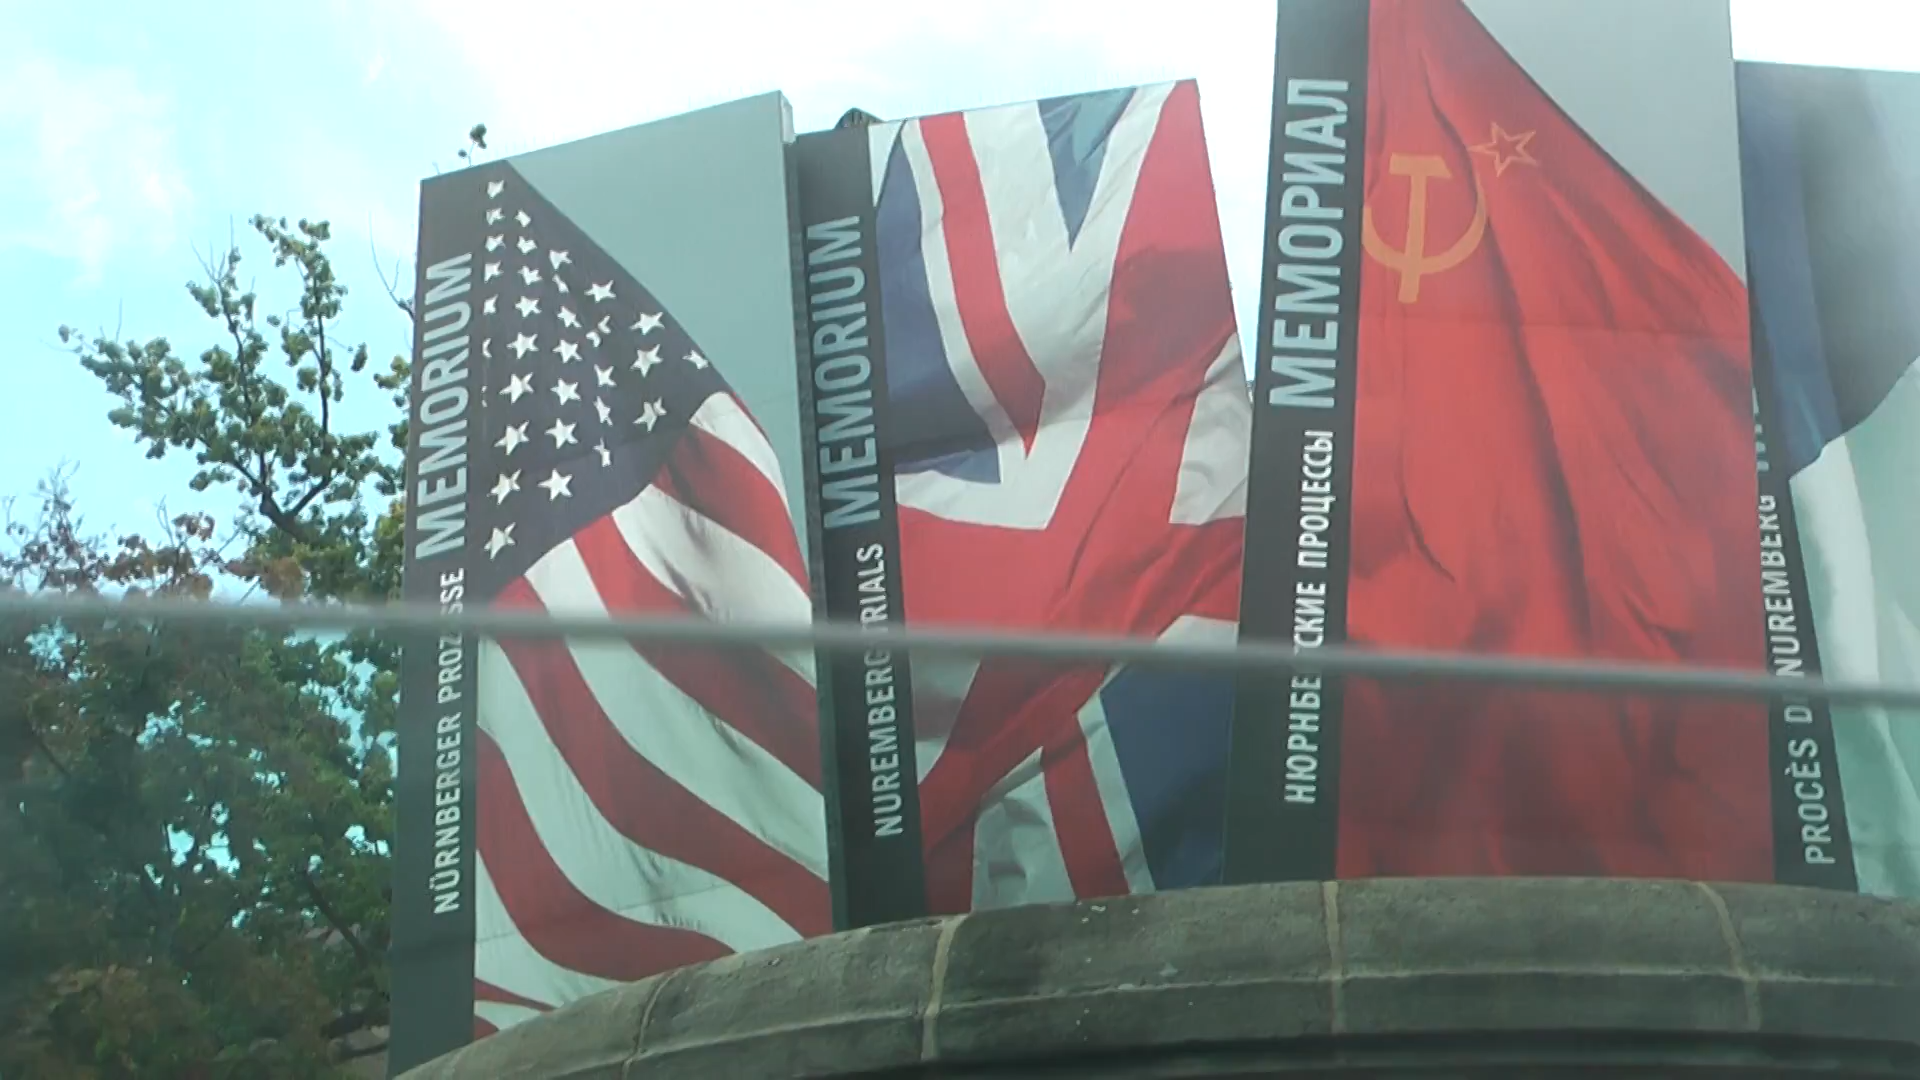 MEMORIUM
NÜRNBERGER PROZESSE
MEMORIUM
NUREMBERG TRIALS
МЕМОРИАЛ
НЮРНБЕРГСКИЕ ПРОЦЕССЫ
PROCÈS DE NUREMBERG